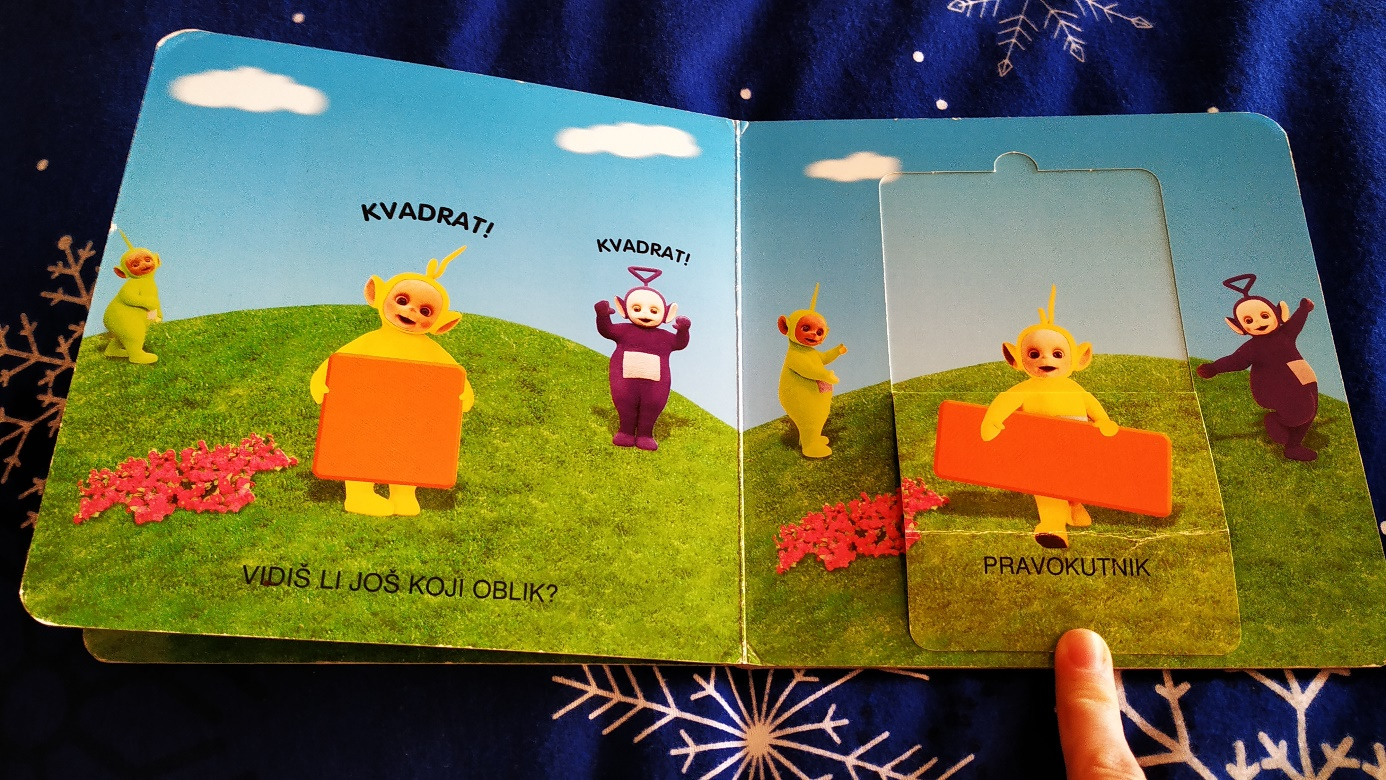 KVADRAT!
KVADRAT!
VIDIŠ LI JOŠ KOJI OBLIK?
PRAVOKUTNIK